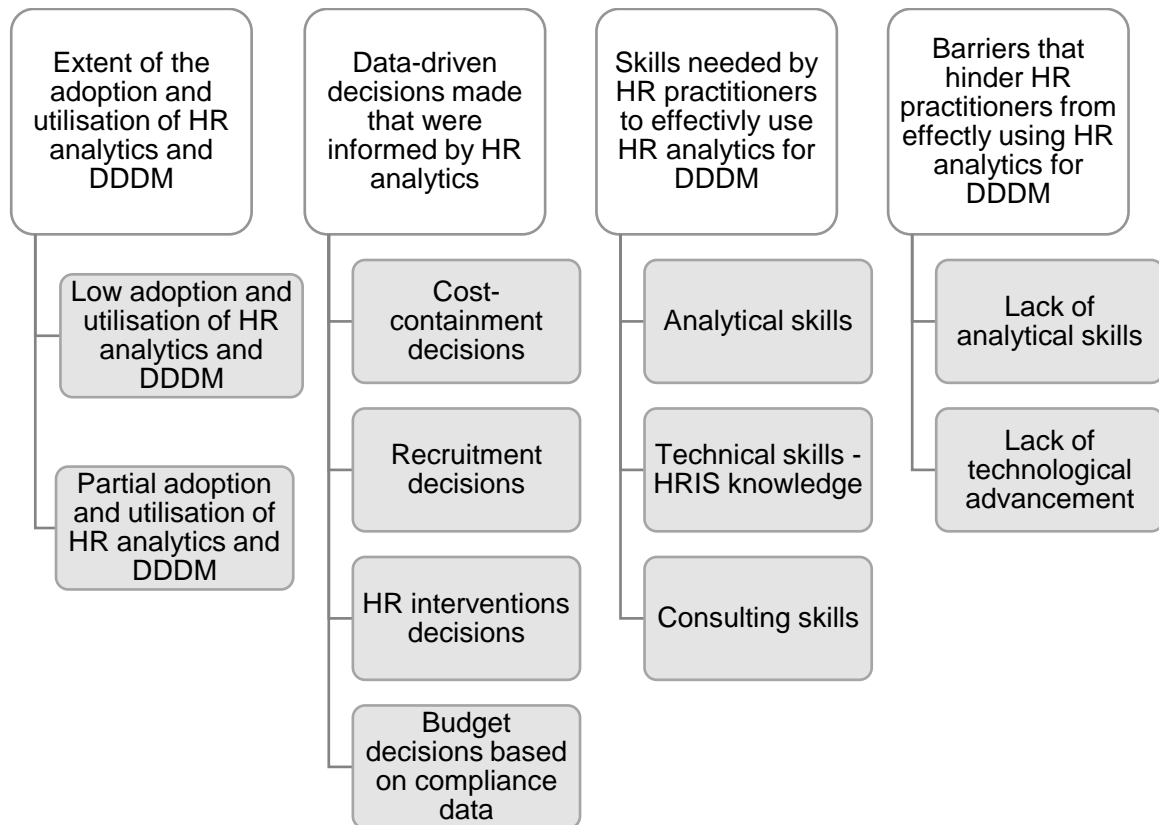 Extent of the
adoption and
utilisation of HR
analytics and
DDDM
Low adoption and
utilisation of HR
analytics and
DDDM
Partial adoption
and utilisation of
HR analytics and
DDDM
Data-driven
decisions made
that were
informed by HR
analytics
Cost-
containment
decisions
Recruitment
decisions
HR interventions
decisions
Budget
decisions based
on compliance
data
Skills needed by
HR practitioners
to effectivly use
HR analytics for
DDDM
Analytical skills
Technical skills -
HRIS knowledge
Consulting skills
Barriers that
hinder HR
practitioners from
effectly using HR
analytics for
DDDM
Lack of
analytical skills
Lack of
technological
advancement